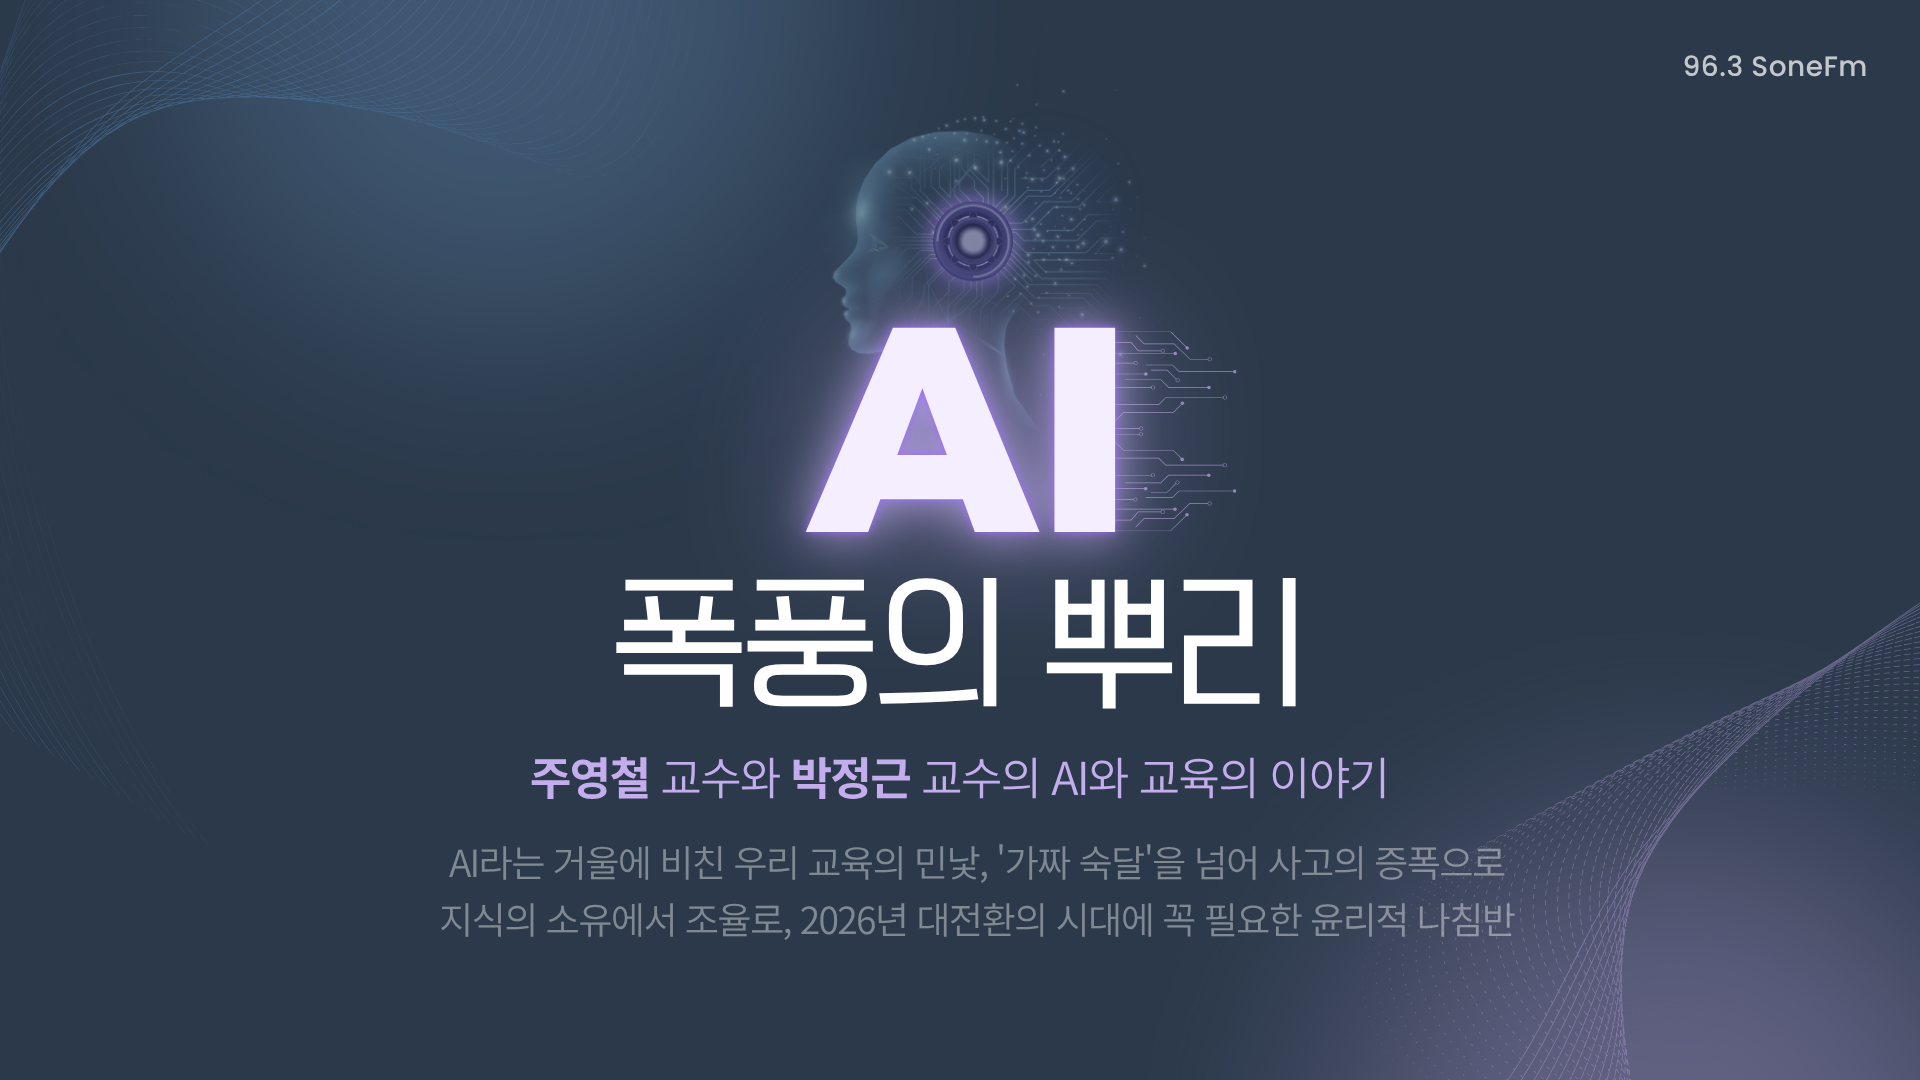 96.3 SoneFm
AI
폭풍의 뿌리
주영철 교수와 박정근 교수의 AI와 교육의 이야기
AI라는 거울에 비친 우리 교육의 민낯, '가짜 숙달'을 넘어 사고의 증폭으로
지식의 소유에서 조율로, 2026년 대전환의 시대에 꼭 필요한 윤리적 나침반